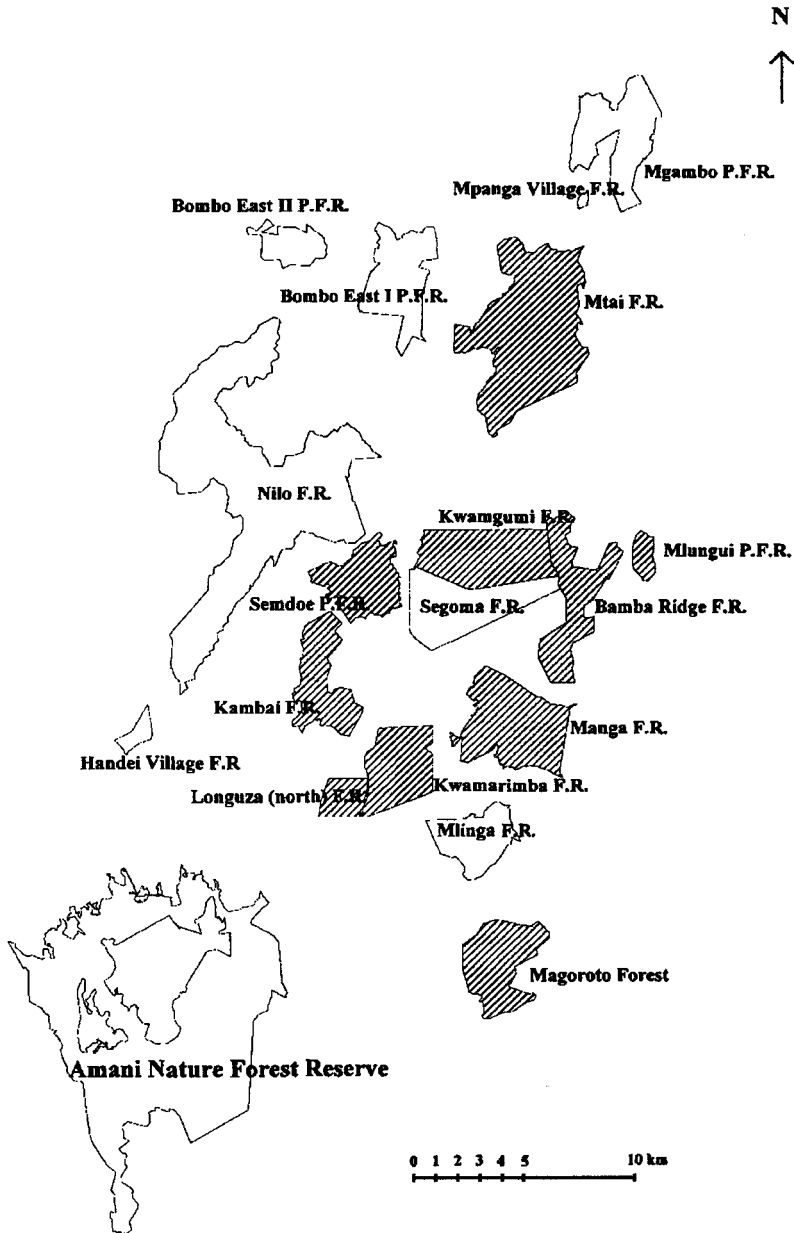 N
Mgambo P.F.R.
Mpanga Village F.R.
Bombo East II P.F.R.
Bombo East I P.F.R.
Mtai F.R.
Nilo F.R.
Kwamgumi F.R.
Mlungui P.F.R.
Semdoe P.F.R.
Segoma F.R.
Bamba Ridge F.R.
Kambai F.R.
Manga F.R.
Handei Village F.R
Longuza (north) F.R.
Kwamarimba F.R.
Mlinga F.R.
Magoroto Forest
Amani Nature Forest Reserve
0 1 2 3 4 5 10 km